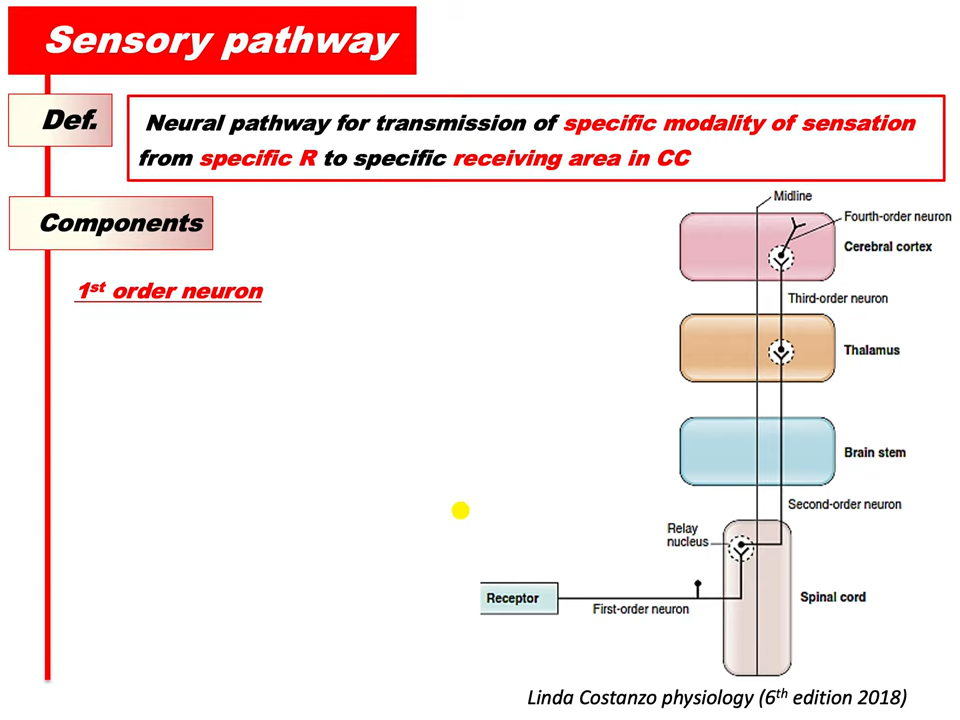 Sensory pathway
Def.
Neural pathway for transmission of specific modality of sensation
from specific R to specific receiving area in CC
Components
1st order neuron
Midline
Fourth-order neuron
Cerebral cortex
Third-order neuron
Thalamus
Brain stem
Second-order neuron
Relay
nucleus
Receptor
First-order neuron
Spinal cord
Linda Costanzo physiology (6th edition 2018)